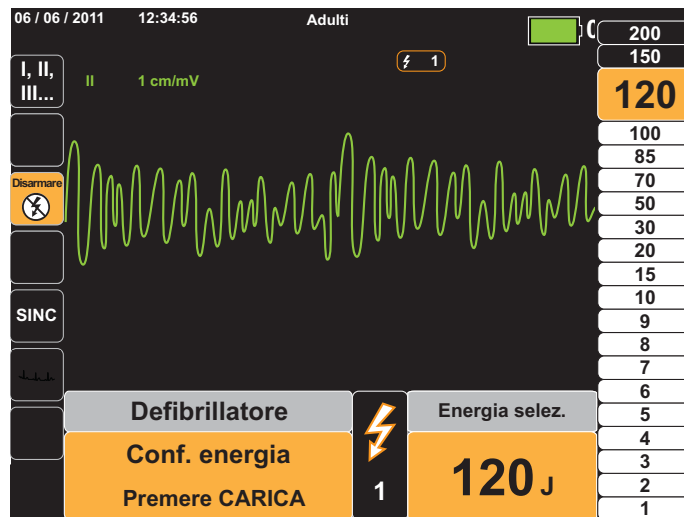 06 / 06 / 2011 12:34:56 Adulti
1
I, II,
III...
II 1 cm/mV
Disarmare
SINC
Defibrillatore
Conf. energia
Premere CARICA
1
Energia selez.
120 J
200
150
120
100
85
70
50
30
20
15
10
9
8
7
6
5
4
3
2
1